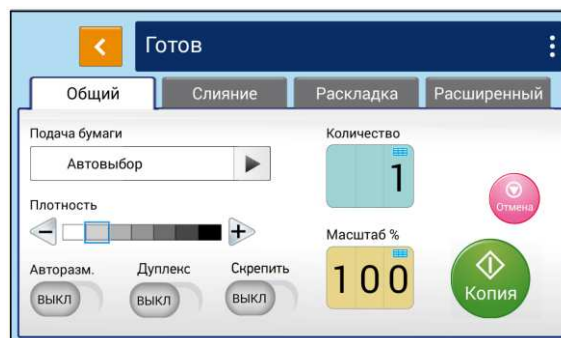 Готов
Общий Слияние Раскладка Расширенный
Подача бумаги Количество
Автовыбор 1
Отмена
Плотность
Масштаб %
Авторазм. Дуплекс Скрепить 100
ВЫКЛ ВЫКЛ ВЫКЛ Копия